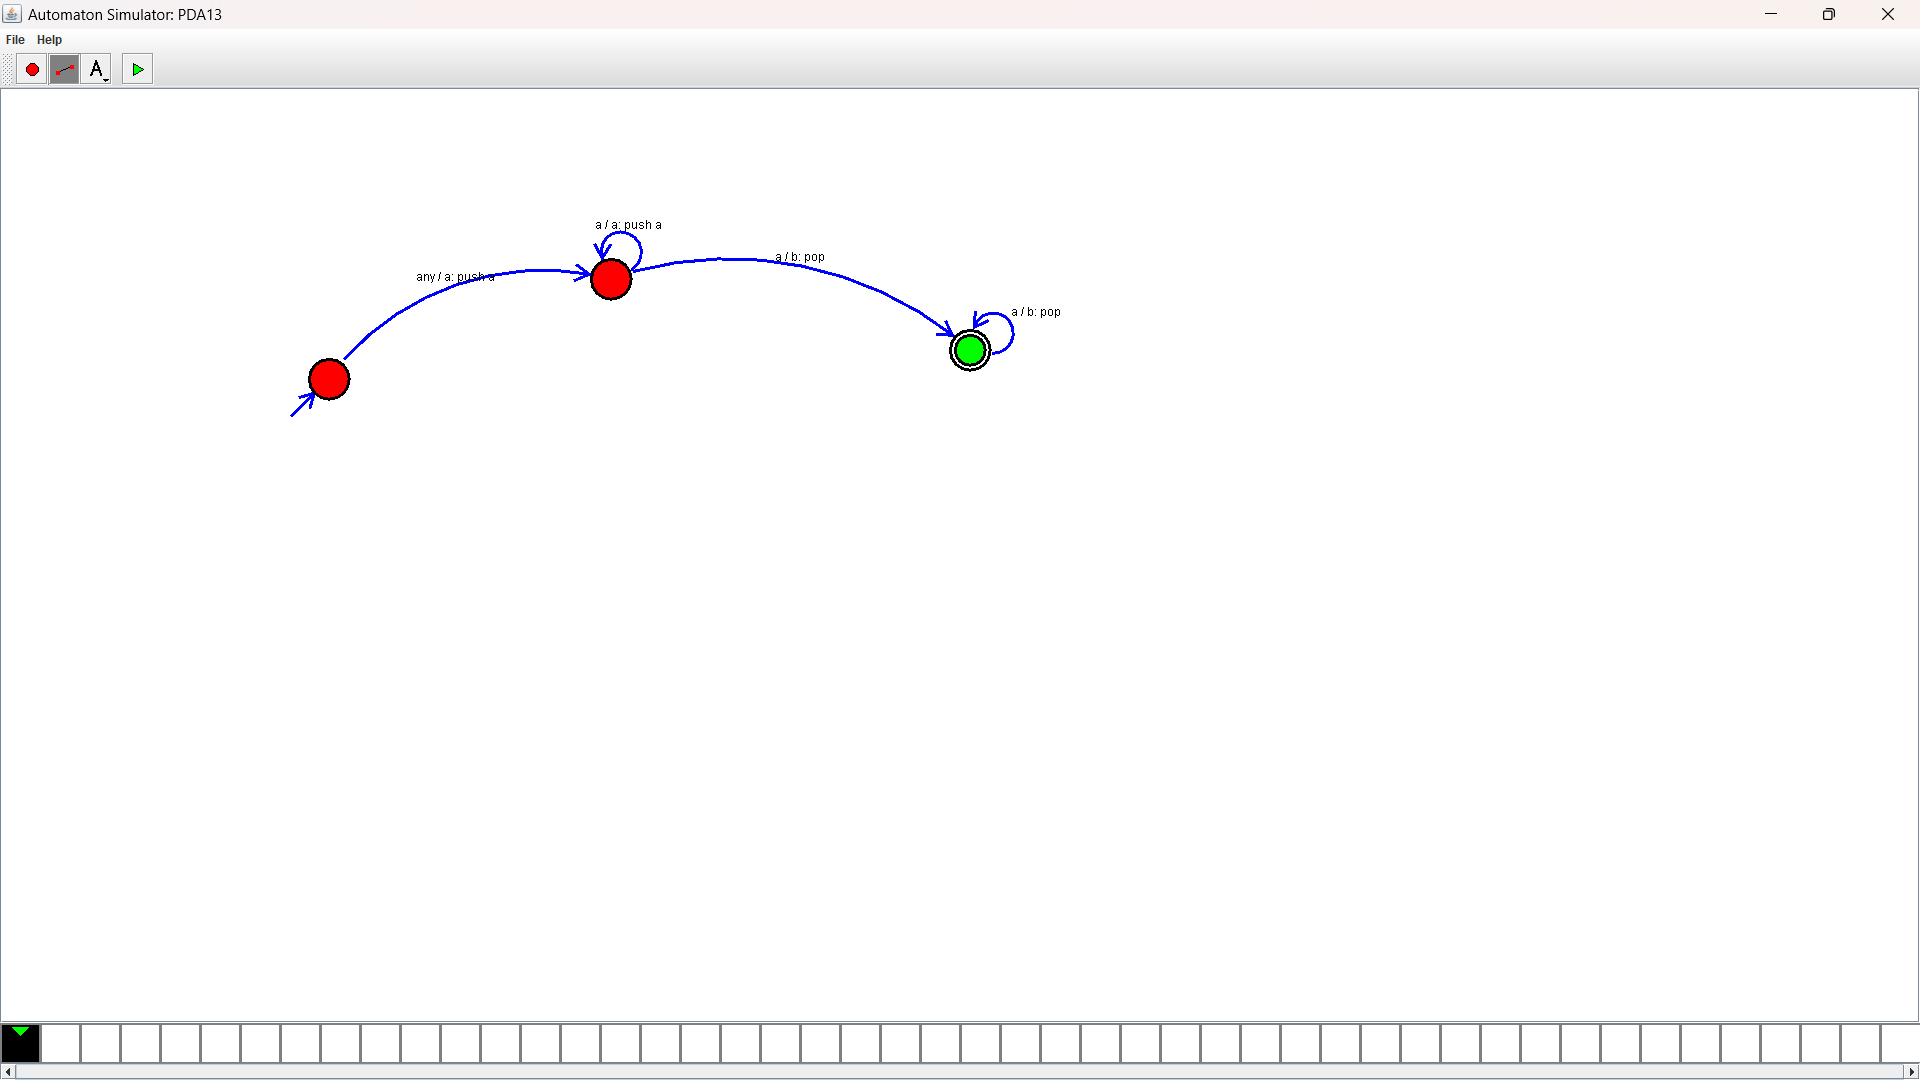 Automaton Simulator: PDA13
File Help
A
a / a: push a
any / a: push a
a / b: pop
a / b: pop